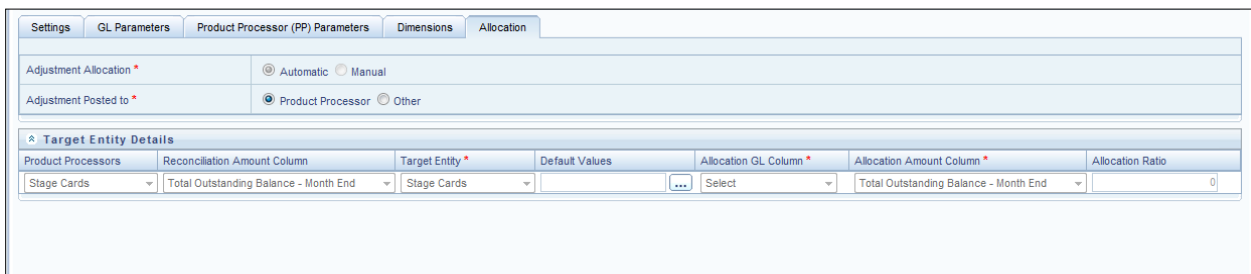 Settings GL Parameters Product Processor (PP) Parameters Dimensions Allocation
Adjustment Allocation * Automatic Manual
Adjustment Posted to * Product Processor Other
Target Entity Details
Product Processors Reconciliation Amount Column Target Entity * Default Values Allocation GL Column * Allocation Amount Column * Allocation Ratio
Stage Cards Total Outstanding Balance - Month End Stage Cards ... Select Total Outstanding Balance - Month End 0